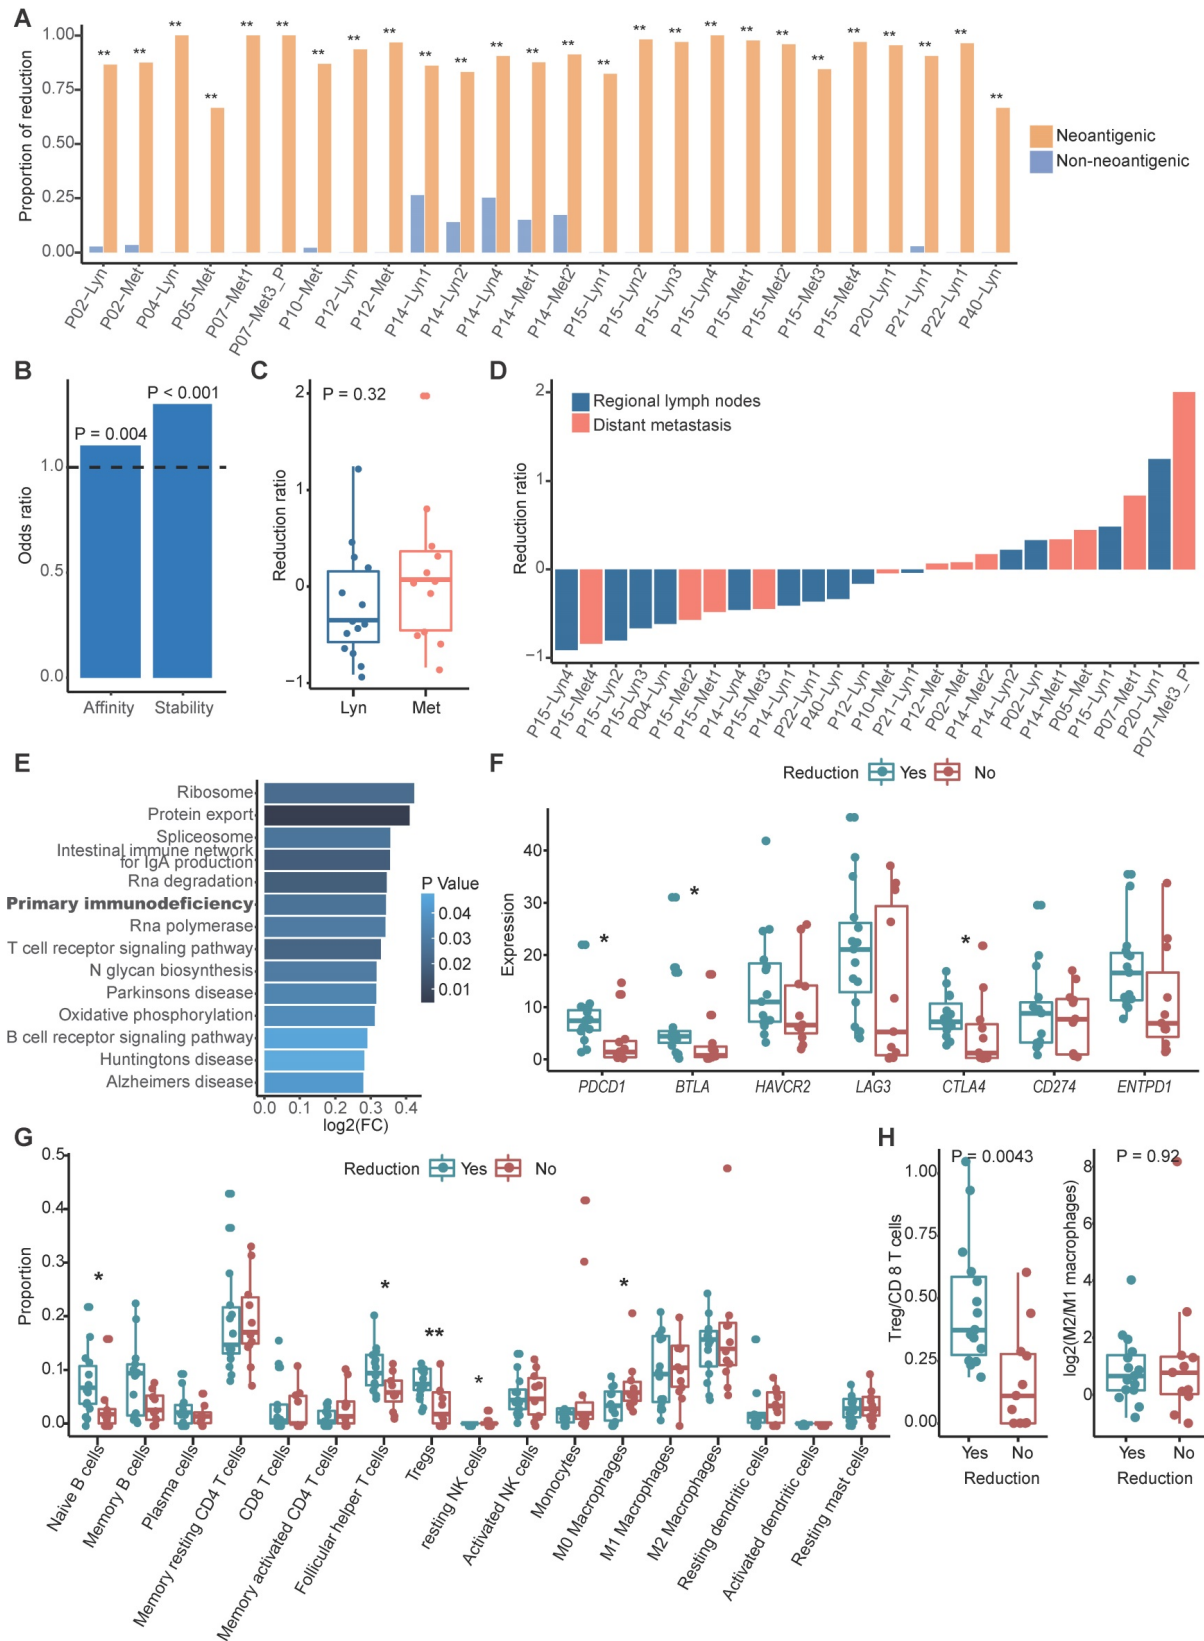 A
Proportion of reduction
1.00
0.75
0.50
0.25
0.00
** ** ** ** ** ** ** ** ** ** ** ** ** ** ** ** ** ** ** ** ** ** ** ** ** **
Neoantigenic
Non-neoantigenic
P02-Lyn
P02-Met
P04-Lyn
P05-Met
P07-Met1
P07-Met3_P
P10-Met
P12-Lyn
P12-Met
P14-Lyn1
P14-Lyn2
P14-Lyn4
P14-Met1
P14-Met2
P15-Lyn1
P15-Lyn2
P15-Lyn3
P15-Lyn4
P15-Met1
P15-Met2
P15-Met3
P15-Met4
P20-Lyn1
P21-Lyn1
P22-Lyn1
P40-Lyn
B
Odds ratio
1.0
0.5
0.0
P = 0.004
P < 0.001
Affinity
Stability
C
Reduction ratio
2
1
0
−1
P = 0.32
Lyn
Met
D
Reduction ratio
2
1
0
−1
Regional lymph nodes
Distant metastasis
P15-Lyn4
P15-Met4
P15-Lyn2
P15-Lyn3
P04-Lyn
P15-Met2
P15-Met1
P14-Lyn4
P15-Met3
P14-Lyn1
P22-Lyn1
P40-Lyn
P12-Lyn
P10-Met
P21-Lyn1
P12-Met
P02-Met
P14-Met2
P14-Lyn2
P02-Lyn
P14-Met1
P05-Met
P15-Lyn1
P07-Met1
P20-Lyn1
P07-Met3_P
E
Ribosome
Protein export
Spliceosome
Intestinal immune network
for IgA production
Rna degradation
Primary immunodeficiency
Rna polymerase
T cell receptor signaling pathway
N glycan biosynthesis
Parkinsons disease
Oxidative phosphorylation
B cell receptor signaling pathway
Huntingtons disease
Alzheimers disease
0.0 0.1 0.2 0.3 0.4
log2(FC)
P Value
0.04
0.03
0.02
0.01
F
Reduction Yes No
Expression
40
30
20
10
0
* * *
PDCD1
BTLA
HAVCR2
LAG3
CTLA4
CD274
ENTPD1
G
Reduction Yes No
Proportion
0.5
0.4
0.3
0.2
0.1
0.0
* * ** * *
Naive B cells
Memory B cells
Plasma cells
Memory resting CD4 T cells
CD8 T cells
Memory activated CD4 T cells
Follicular helper T cells
Tregs
resting NK cells
Activated NK cells
Monocytes
M0 Macrophages
M1 Macrophages
M2 Macrophages
Resting dendritic cells
Activated dendritic cells
Resting mast cells
H
Treg/CD 8 T cells
1.00
0.75
0.50
0.25
0.00
P = 0.0043
Yes No
Reduction
log2(M2/M1 macrophages)
8
6
4
2
0
P = 0.92
Yes No
Reduction